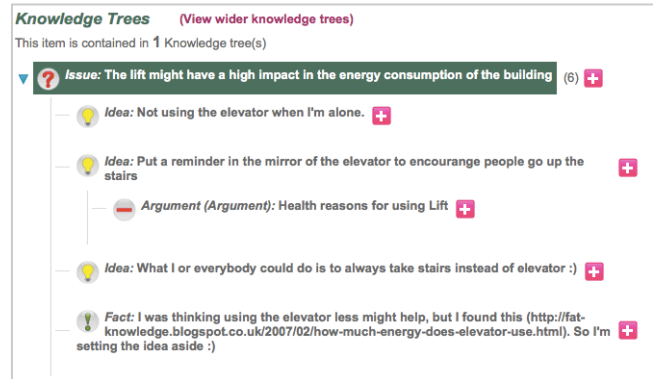 Knowledge Trees (View wider knowledge trees)
This item is contained in 1 Knowledge tree(s)
Issue: The lift might have a high impact in the energy consumption of the building (6)
Idea: Not using the elevator when I'm alone.
Idea: Put a reminder in the mirror of the elevator to encourange people go up the
stairs
Argument (Argument): Health reasons for using Lift
Idea: What I or everybody could do is to always take stairs instead of elevator :)
Fact: I was thinking using the elevator less might help, but I found this (http://fat-
knowledge.blogspot.co.uk/2007/02/how-much-energy-does-elevator-use.html). So I'm
setting the idea aside :)